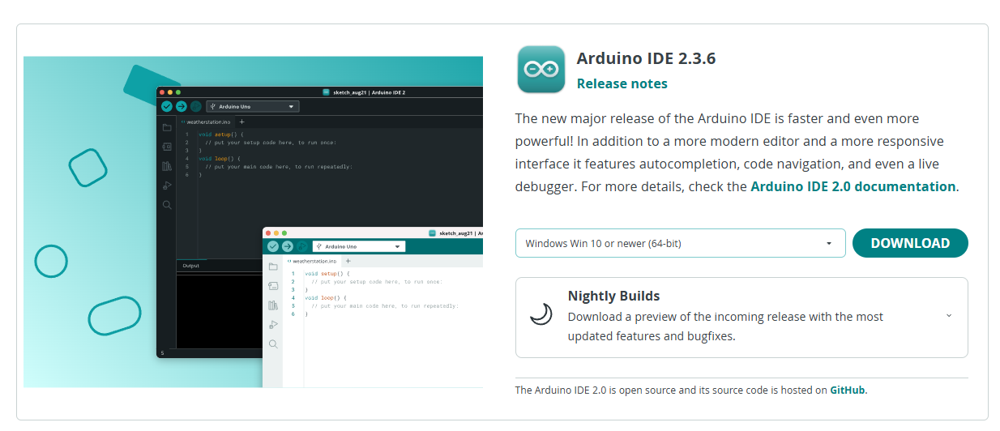 Arduino IDE 2.3.6
Release notes
The new major release of the Arduino IDE is faster and even more
powerful! In addition to a more modern editor and a more responsive
interface it features autocompletion, code navigation, and even a live
debugger. For more details, check the Arduino IDE 2.0 documentation.
Windows Win 10 or newer (64-bit)
DOWNLOAD
Nightly Builds
Download a preview of the incoming release with the most
updated features and bugfixes.
The Arduino IDE 2.0 is open source and its source code is hosted on GitHub.
sketch_aug21 | Arduino IDE 2
Arduino Uno
weatherstation.ino +
1 void setup() {
2 // put your setup code here, to run once:
3 }
4 void loop() {
5 // put your main code here, to run repeatedly:
6 }
Output
5
sketch_aug21 | A
Arduino Uno
weatherstation.ino +
1 void setup() {
2 // put your setup code here, to run once:
3 }
4 void loop() {
5 // put your main code here, to run repeatedly:
6 }